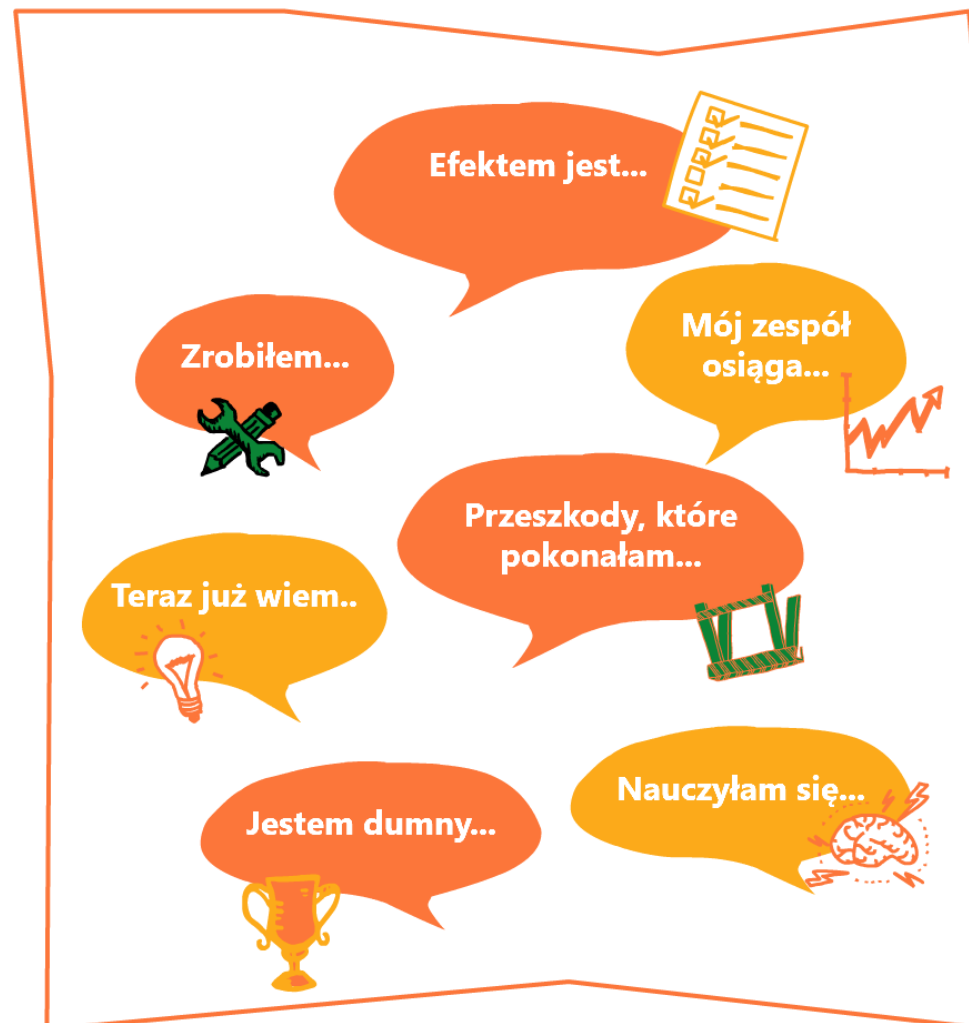 Efektem jest...
Mój zespół
osiąga...
Zrobiłem...
Przeszkody, które
pokonałam...
Teraz już wiem..
Nauczyłam się...
Jestem dumny...